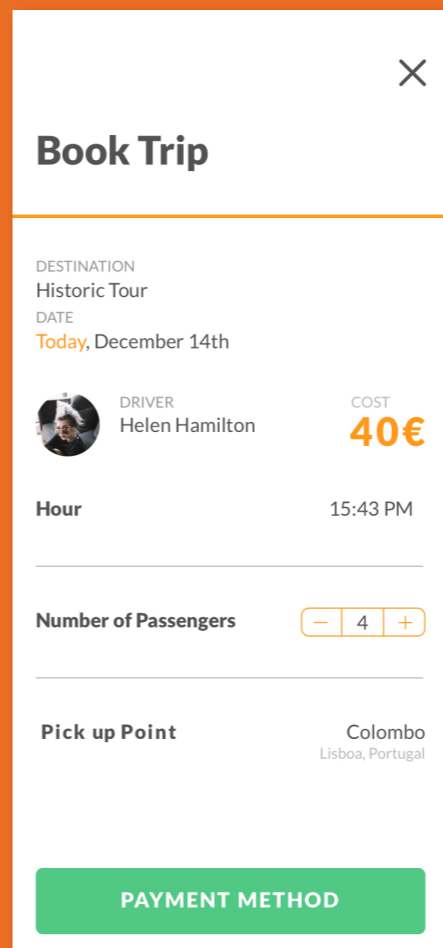 Book Trip
DESTINATION
Historic Tour
DATE
Today, December 14th
DRIVER
Helen Hamilton
COST
40€
Hour
15:43 PM
Number of Passengers
− 4 +
Pick up Point
Colombo
Lisboa, Portugal
PAYMENT METHOD